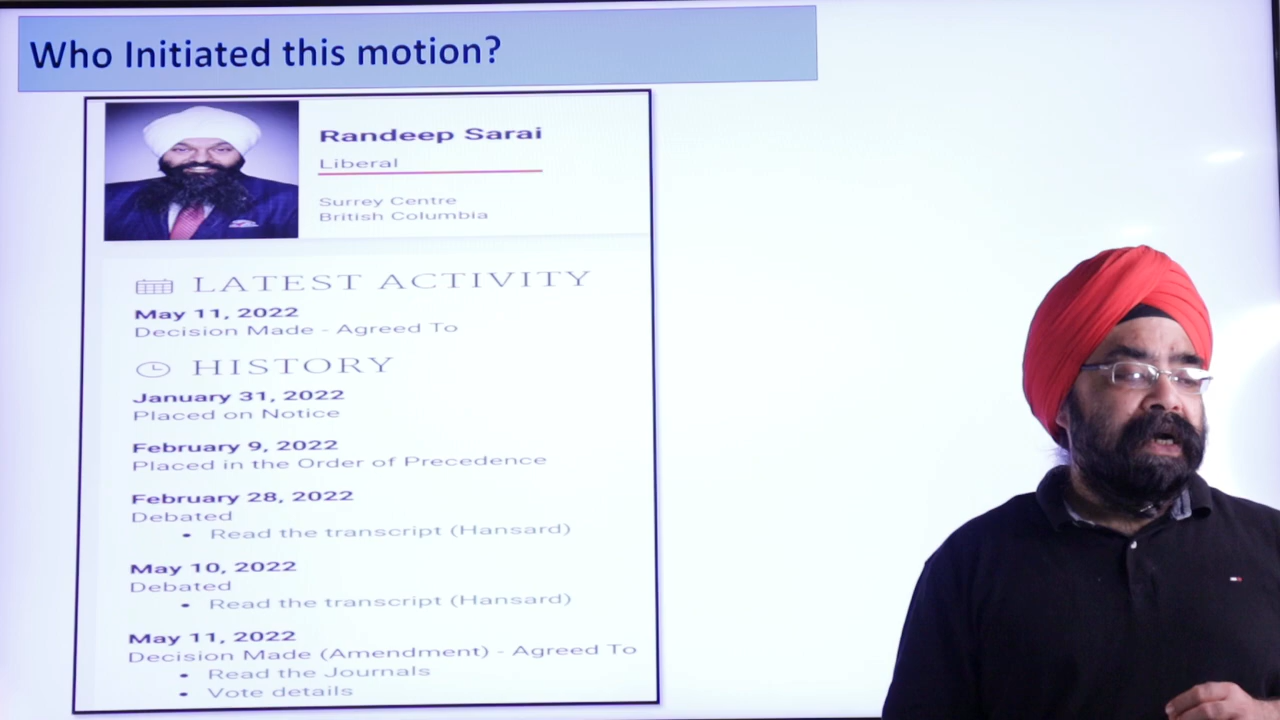 Who Initiated this motion?
Randeep Sarai
Liberal
Surrey Centre
British Columbia
LATEST ACTIVITY
May 11, 2022
Decision Made - Agreed To
HISTORY
January 31, 2022
Placed on Notice
February 9, 2022
Placed in the Order of Precedence
February 28, 2022
Debated
• Read the transcript (Hansard)
May 10, 2022
Debated
• Read the transcript (Hansard)
May 11, 2022
Decision Made (Amendment) - Agreed To
• Read the Journals
• Vote details